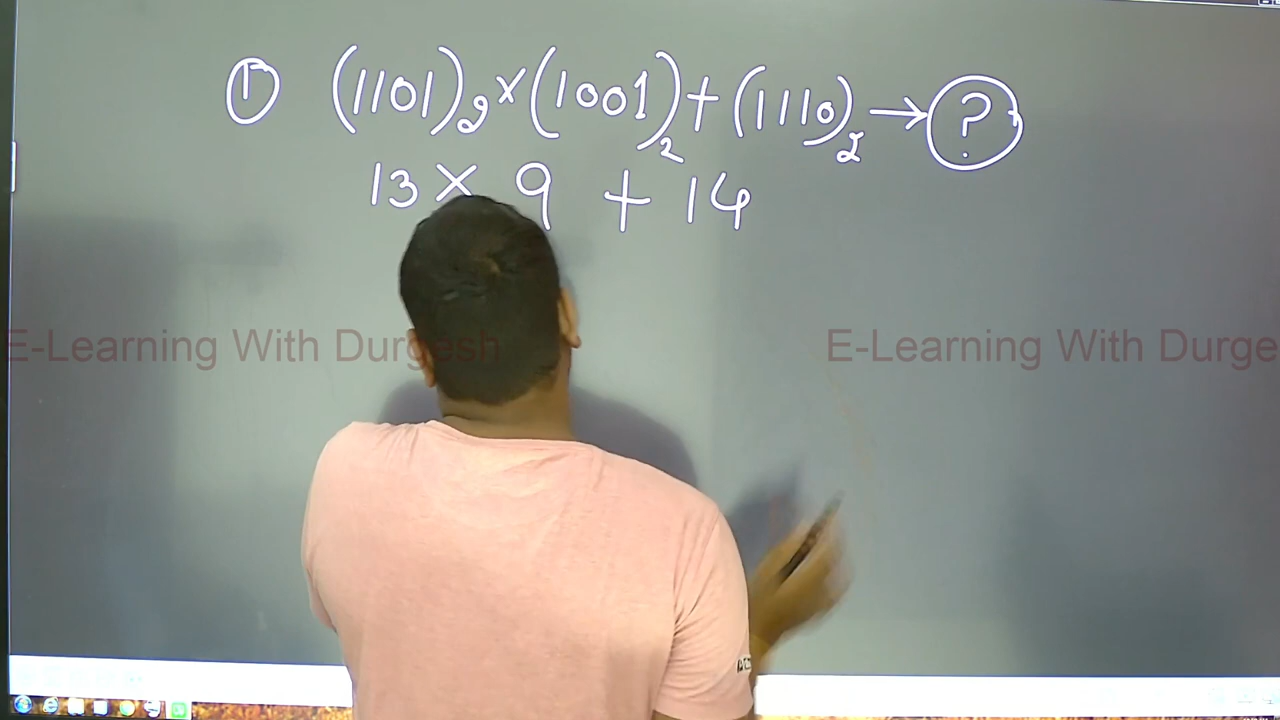 ① (1101)₂×(1001)₂+(1110)₂→?
13 × 9 + 14
E-Learning With Durgesh E-Learning With Durge